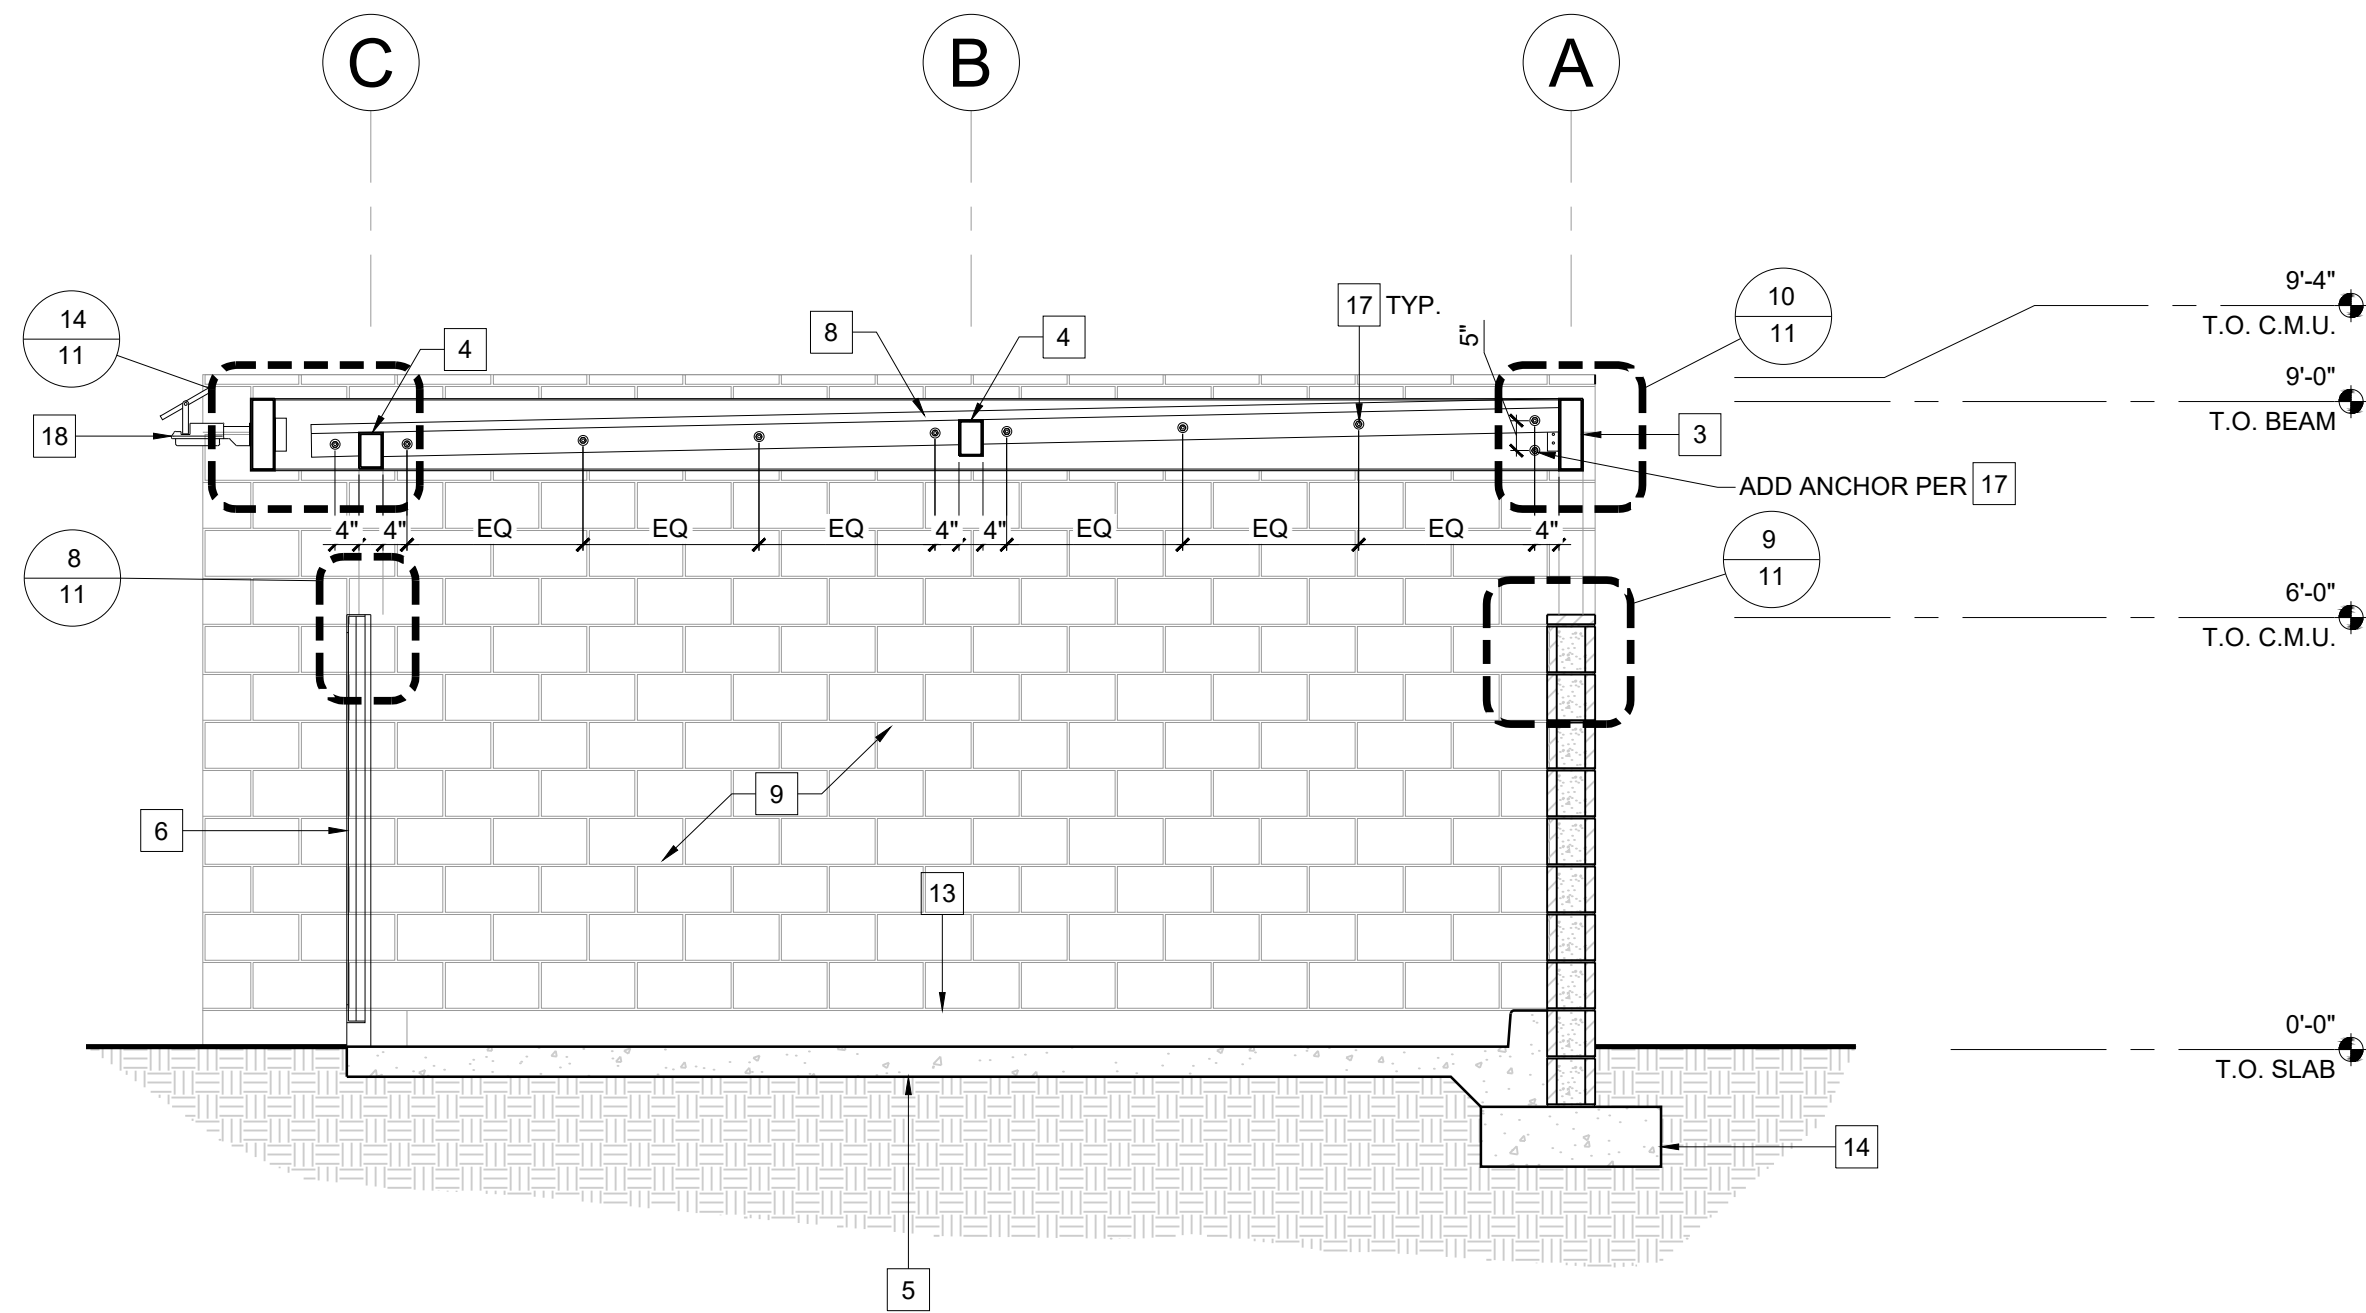 C
B
A
14
11
4
8
4
17 TYP.
5"
10
11
9'-4"
T.O. C.M.U.
9'-0"
T.O. BEAM
18
3
ADD ANCHOR PER 17
4" 4" EQ EQ EQ 4" 4" EQ EQ EQ 4"
8
11
9
11
6'-0"
T.O. C.M.U.
9
6
13
0'-0"
T.O. SLAB
14
5